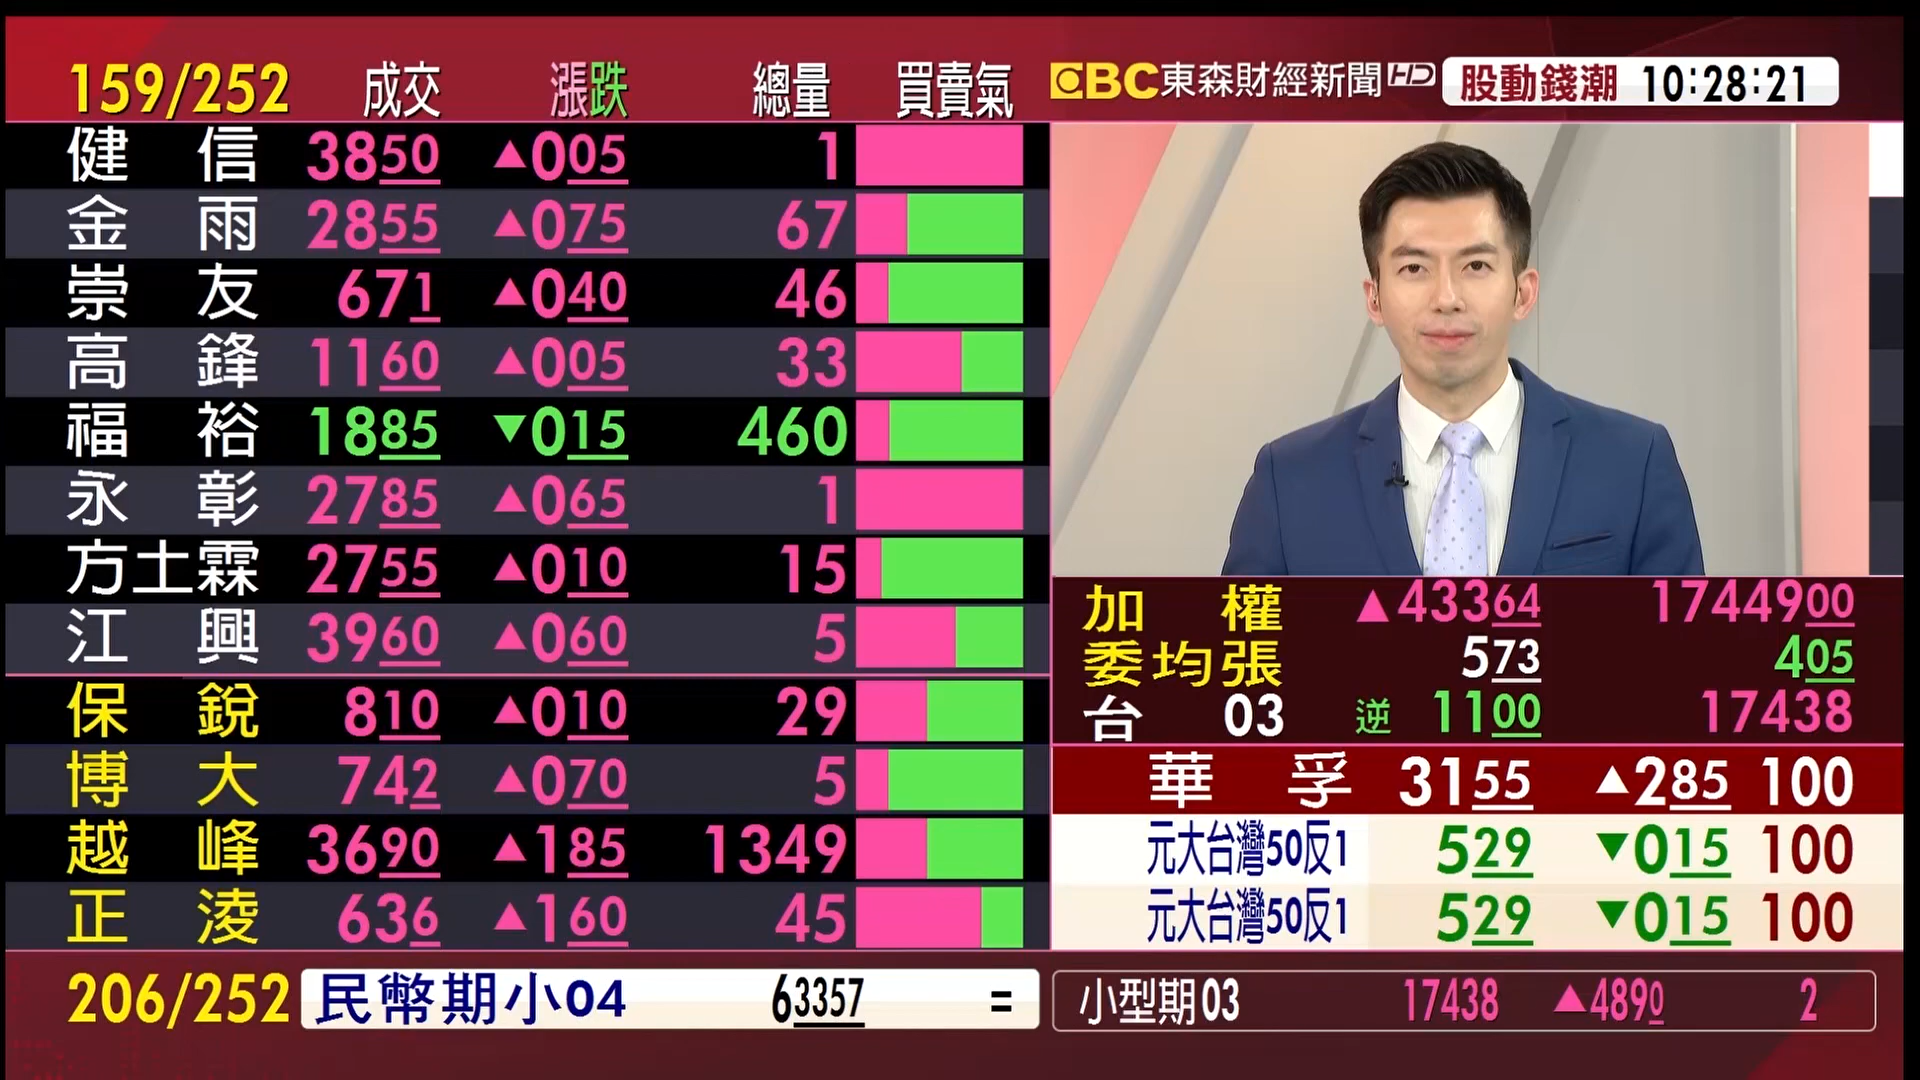 159/252 成交 漲跌 總量 買賣氣
健信 3850 ▲005 1
金雨 2855 ▲075 67
崇友 671 ▲040 46
高鋒 1160 ▲005 33
福裕 1885 ▼015 460
永彰 2785 ▲065 1
方土霖 2755 ▲010 15
江興 3960 ▲060 5
保銳 810 ▲010 29
博大 742 ▲070 5
越峰 3690 ▲185 1349
正淩 636 ▲160 45
206/252 民幣期小04 63357 =
EBC東森財經新聞HD 股動錢潮 10:28:21
加權 ▲43364 1744900
委均張 573 405
台03 逆 1100 17438
華孚 3155 ▲285 100
元大台灣50反1 529 ▼015 100
元大台灣50反1 529 ▼015 100
小型期03 17438 ▲4890 2